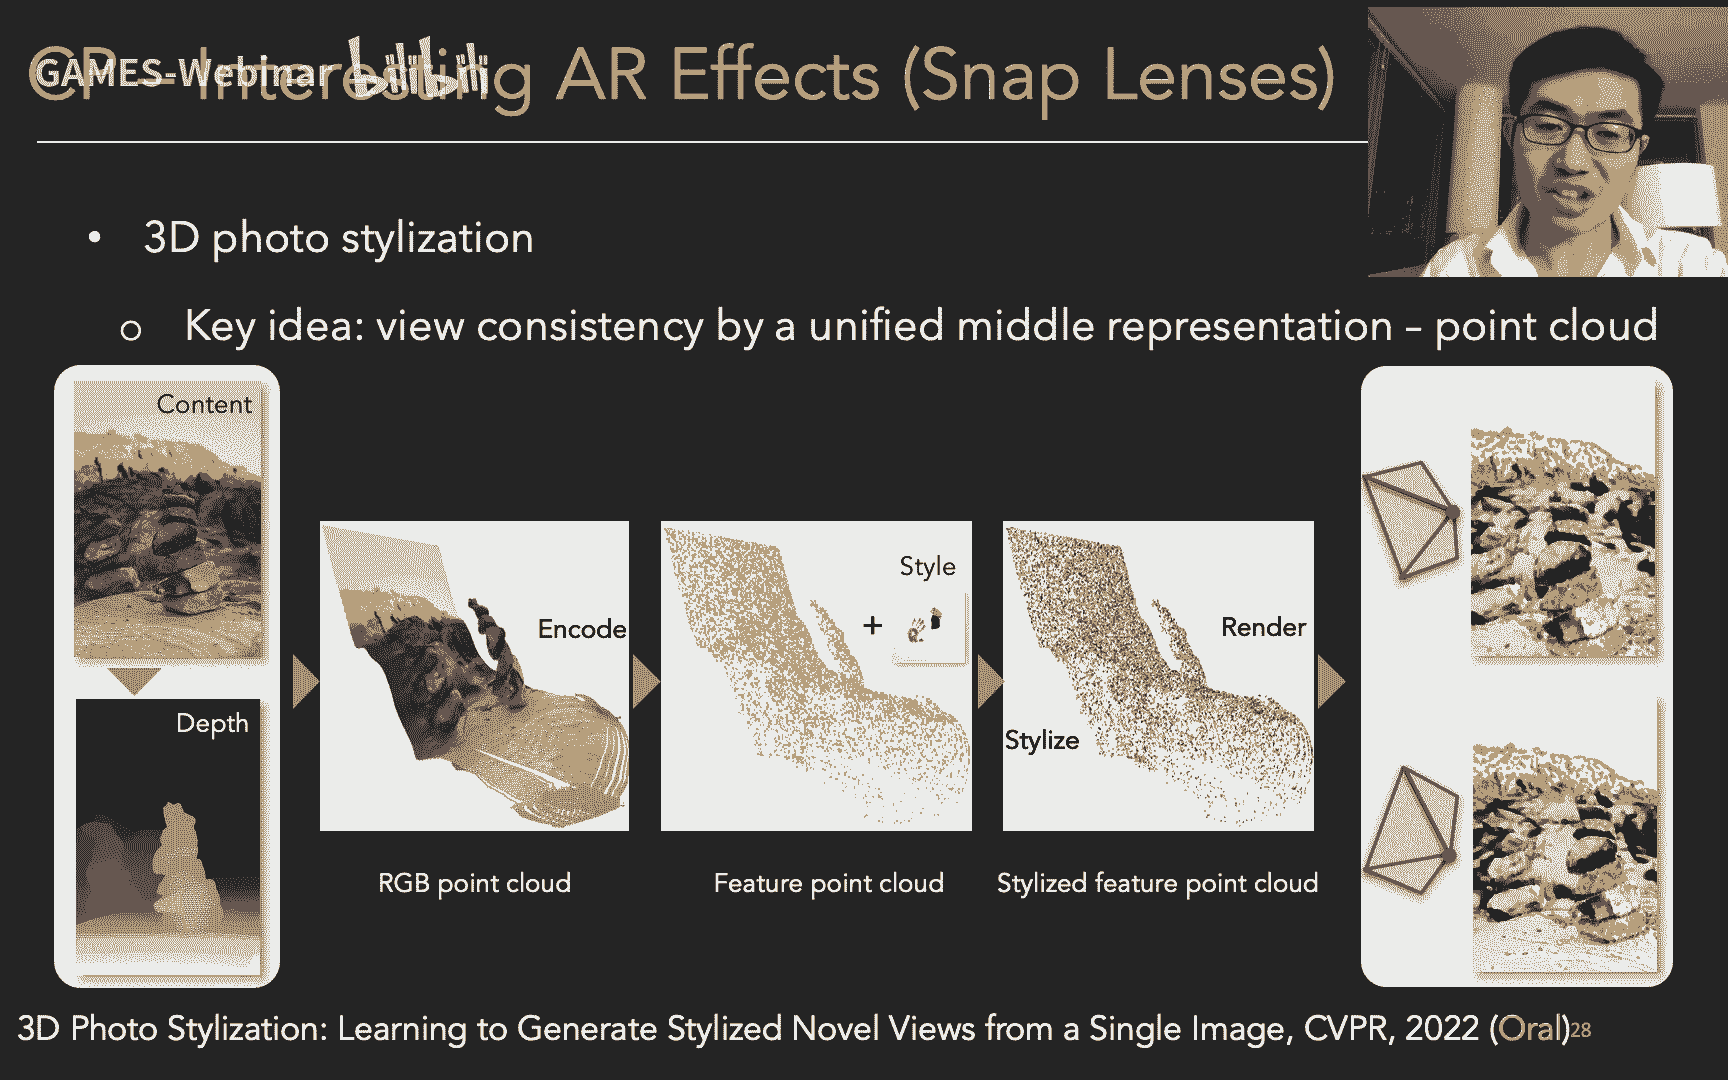 CP – Interesting AR Effects (Snap Lenses)
GAMES-Webinar bilibili
• 3D photo stylization
o Key idea: view consistency by a unified middle representation – point cloud
Content
Depth
Encode
Style
+
Stylize
Render
RGB point cloud
Feature point cloud
Stylized feature point cloud
3D Photo Stylization: Learning to Generate Stylized Novel Views from a Single Image, CVPR, 2022 (Oral)
28